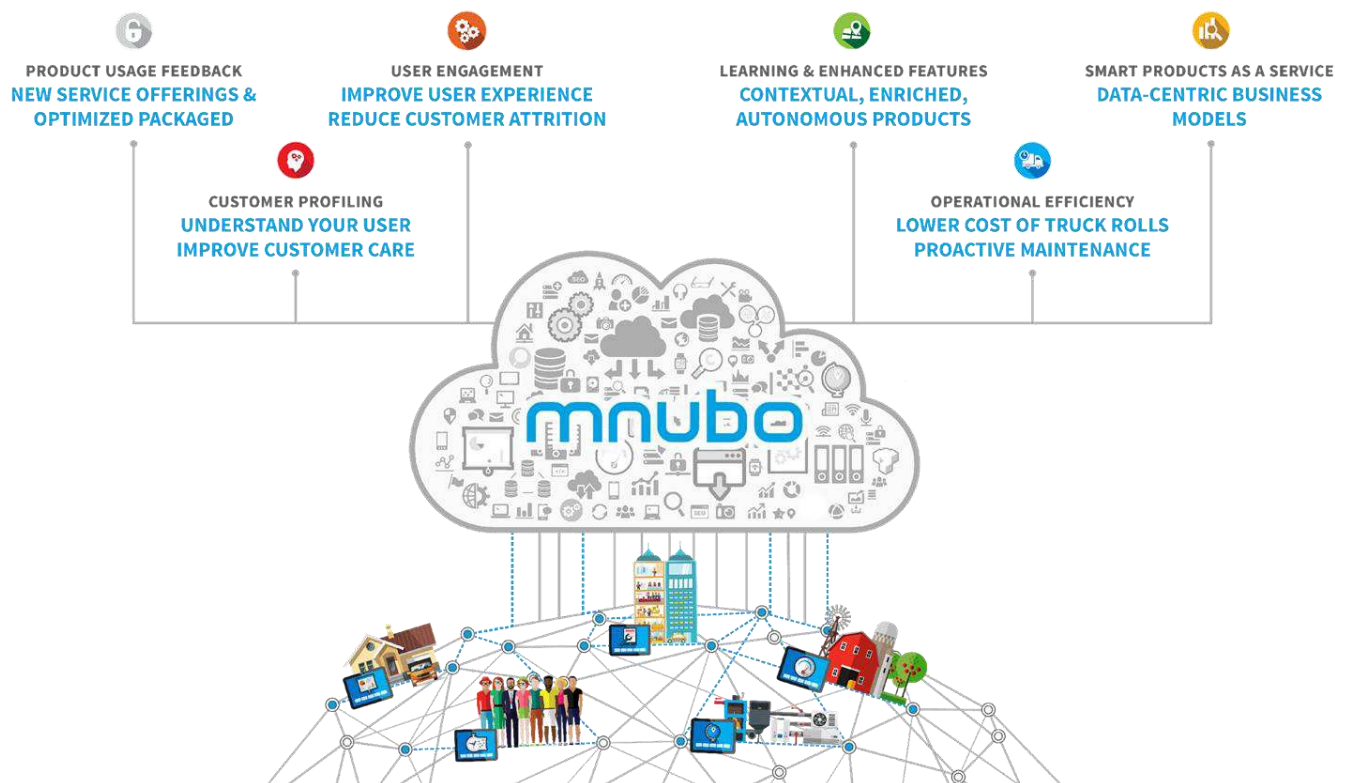 PRODUCT USAGE FEEDBACK
NEW SERVICE OFFERINGS &
OPTIMIZED PACKAGED
USER ENGAGEMENT
IMPROVE USER EXPERIENCE
REDUCE CUSTOMER ATTRITION
LEARNING & ENHANCED FEATURES
CONTEXTUAL, ENRICHED,
AUTONOMOUS PRODUCTS
SMART PRODUCTS AS A SERVICE
DATA-CENTRIC BUSINESS
MODELS
CUSTOMER PROFILING
UNDERSTAND YOUR USER
IMPROVE CUSTOMER CARE
OPERATIONAL EFFICIENCY
LOWER COST OF TRUCK ROLLS
PROACTIVE MAINTENANCE
SEO
mnubo
SEO